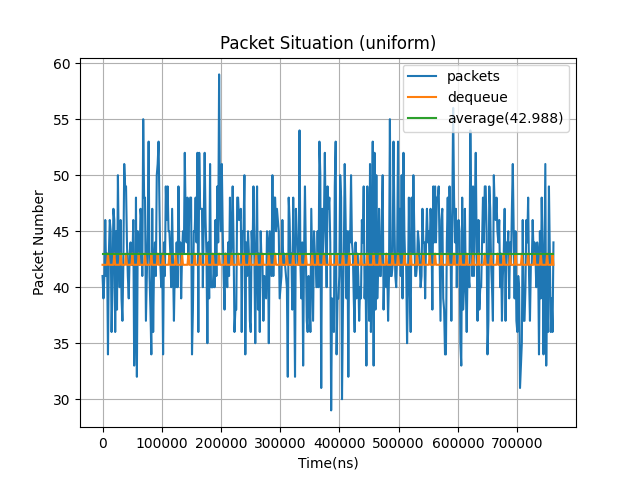 Packet Situation (uniform)
60
55
50
45
40
35
30
Packet Number
packets
dequeue
average(42.988)
0 100000 200000 300000 400000 500000 600000 700000
Time(ns)